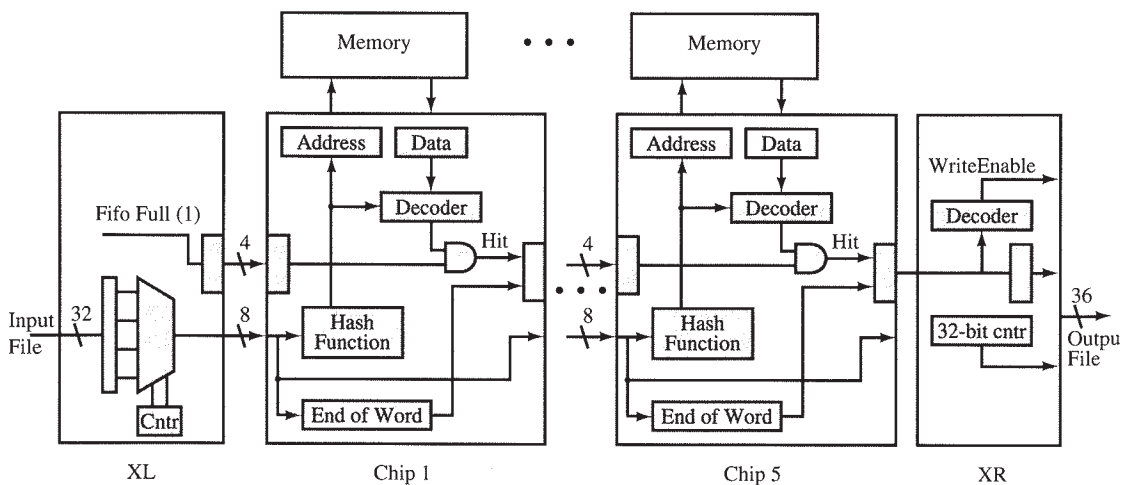 Memory
• • •
Memory
Address
Data
Address
Data
WriteEnable
Fifo Full (1)
Decoder
Decoder
Decoder
4
Hit
4
Hit
• • •
Input
File
32
8
Hash
Function
8
Hash
Function
32-bit cntr
36
Outpu
File
Cntr
End of Word
End of Word
XL
Chip 1
Chip 5
XR